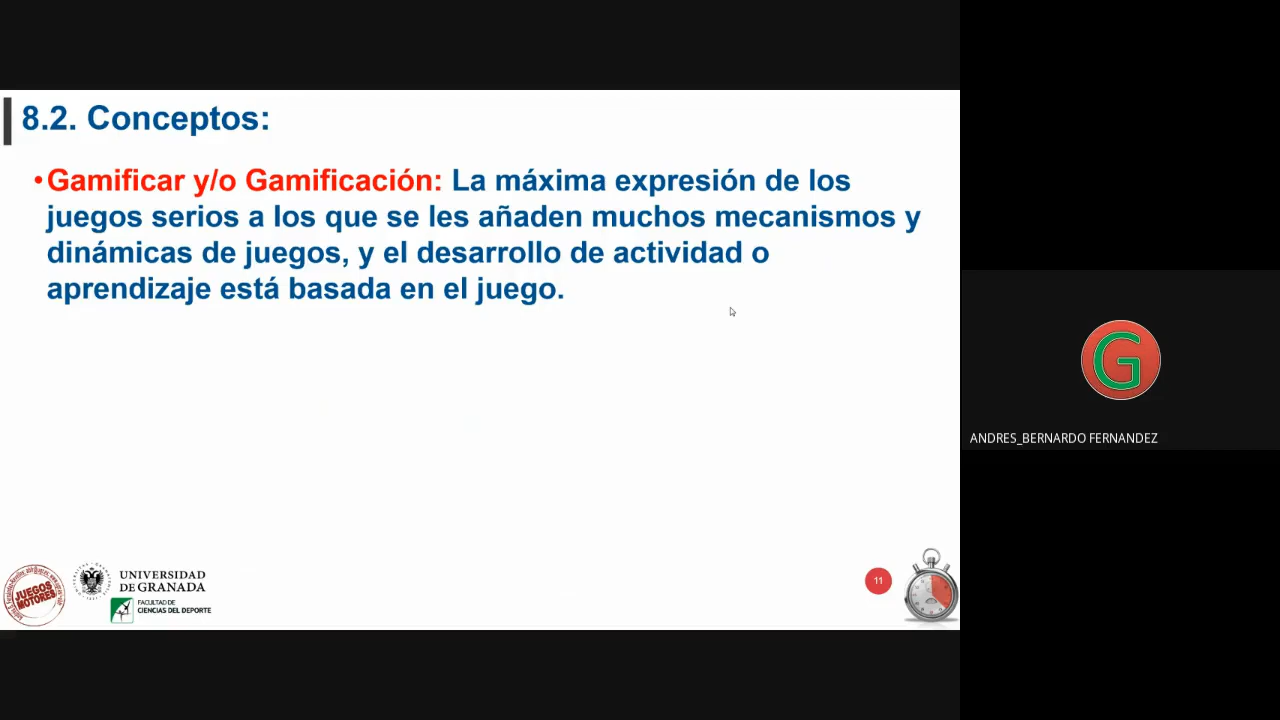 8.2. Conceptos:
•Gamificar y/o Gamificación: La máxima expresión de los
juegos serios a los que se les añaden muchos mecanismos y
dinámicas de juegos, y el desarrollo de actividad o
aprendizaje está basada en el juego.
G
ANDRES_BERNARDO FERNANDEZ
JUEGOS
MOTORES
UNIVERSIDAD
DE GRANADA
FACULTAD DE
CIENCIAS DEL DEPORTE
11